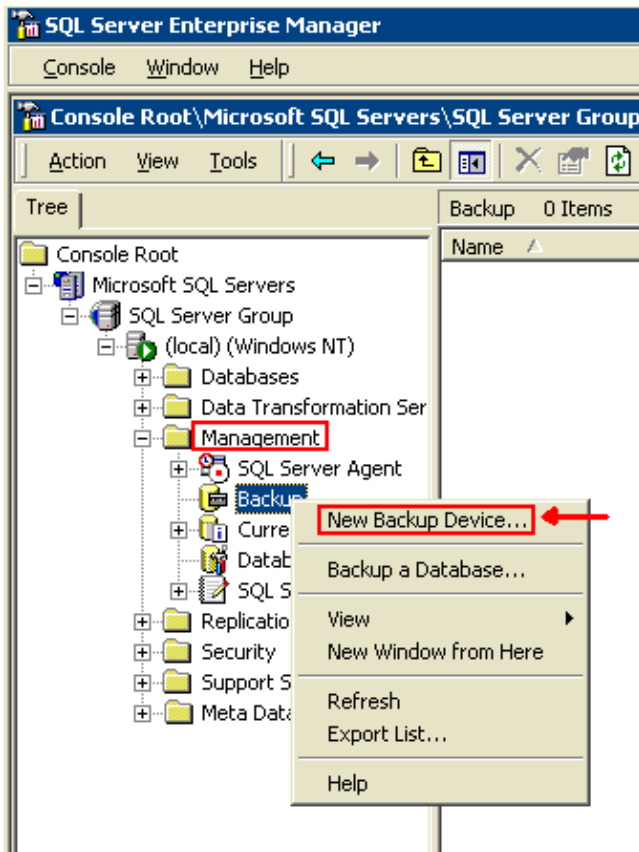 SQL Server Enterprise Manager
Console Window Help
Console Root\Microsoft SQL Servers\SQL Server Group
Action View Tools
Tree
Backup 0 Items
Name
Console Root
Microsoft SQL Servers
SQL Server Group
(local) (Windows NT)
Databases
Data Transformation Ser
Management
SQL Server Agent
Backup
New Backup Device...
Curre
Datab
Backup a Database...
SQL S
Replicatio
View
Security
New Window from Here
Support S
Refresh
Meta Data
Export List...
Help